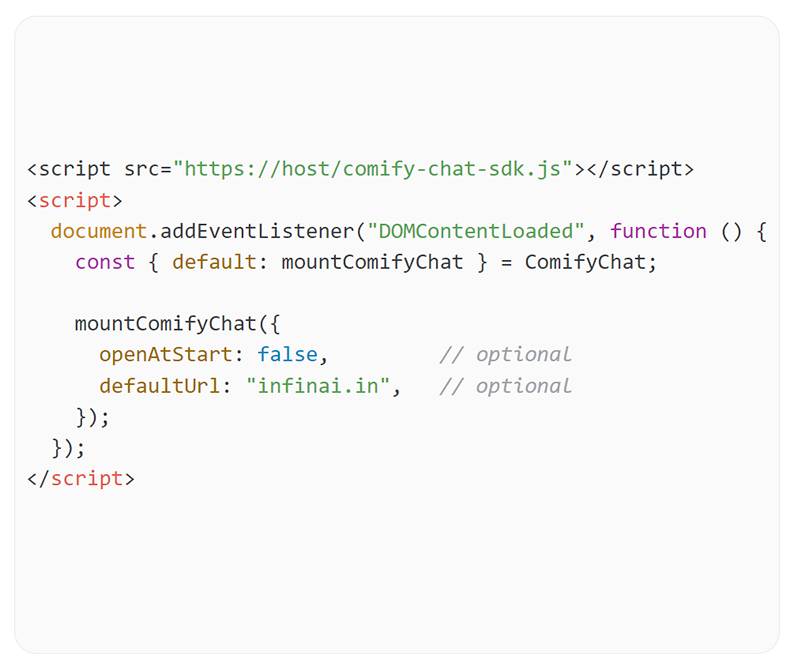 <script src="https://host/comify-chat-sdk.js"></script>
<script>
  document.addEventListener("DOMContentLoaded", function () {
    const { default: mountComifyChat } = ComifyChat;

    mountComifyChat({
      openAtStart: false,         // optional
      defaultUrl: "infinai.in",   // optional
    });
  });
</script>